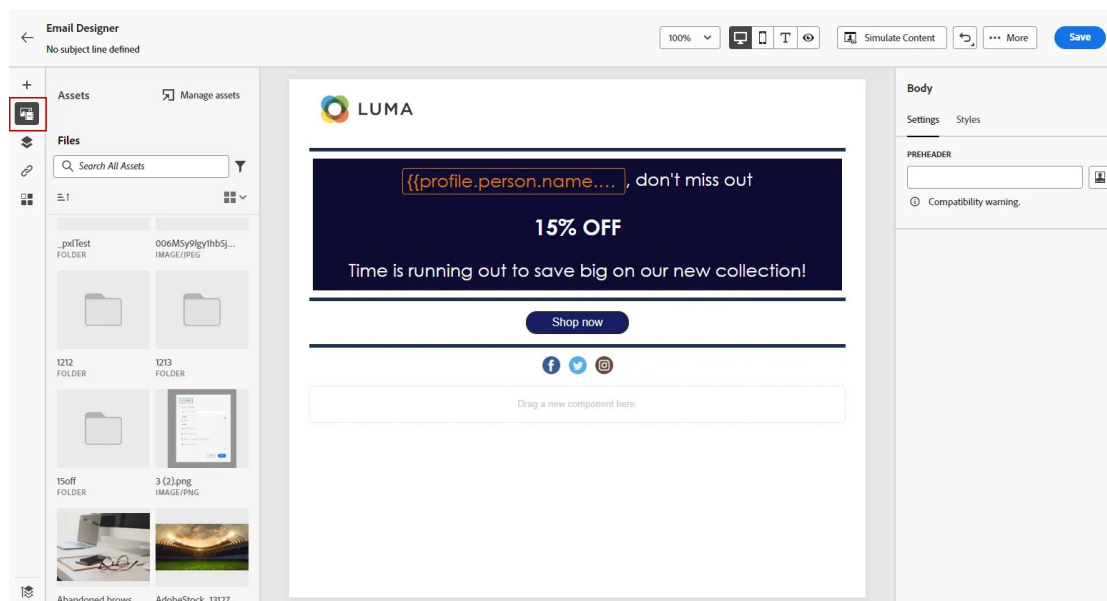 Email Designer
No subject line defined
100%
T
Simulate Content
More
Save
Assets
Manage assets
Files
Search All Assets
_pxlTest
FOLDER
006M5y9lgy1hb5j...
IMAGE/JPEG
1212
FOLDER
1213
FOLDER
15off
FOLDER
3 (2).png
IMAGE/PNG
Abandoned brows
AdobeStock_13127
LUMA
{{profile.person.name.... , don't miss out
15% OFF
Time is running out to save big on our new collection!
Shop now
Drag a new component here.
Body
Settings Styles
PREHEADER
Compatibility warning.